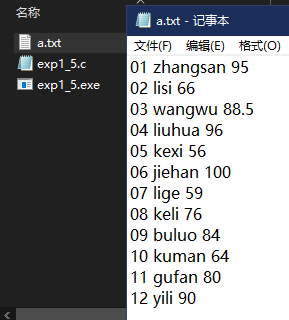 名称
a.txt
exp1_5.c
exp1_5.exe
a.txt - 记事本
文件(F) 编辑(E) 格式(O)
01 zhangsan 95
02 lisi 66
03 wangwu 88.5
04 liuhua 96
05 kexi 56
06 jiehan 100
07 lige 59
08 keli 76
09 buluo 84
10 kuman 64
11 gufan 80
12 yili 90